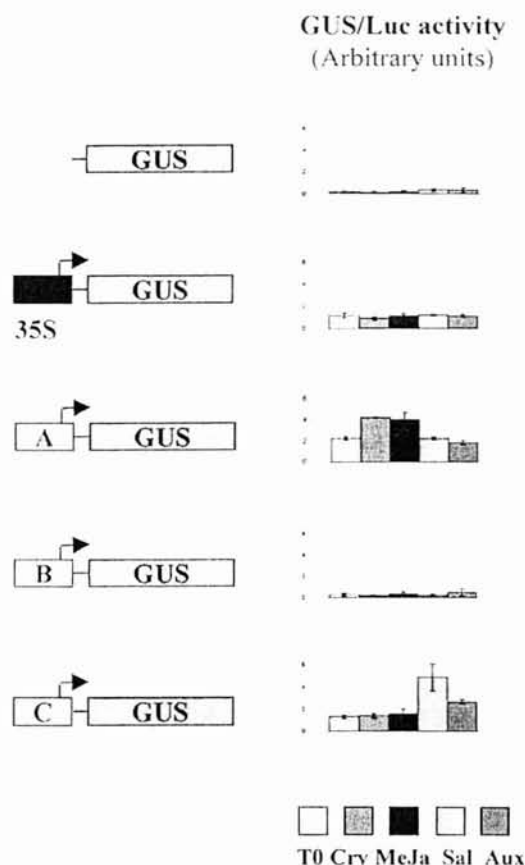 GUS/Luc activity
(Arbitrary units)
GUS
GUS
35S
A GUS
B GUS
C GUS
T0 Cry MeJa Sal Aux